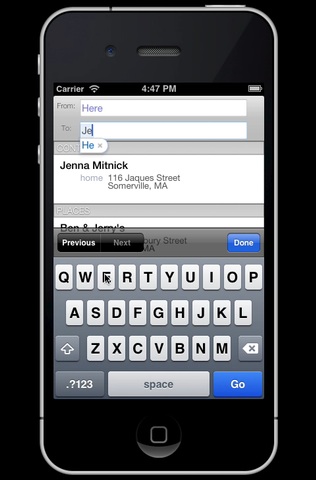 Carrier 4:47 PM
From: Here
To: Je
He ×
CON
Jenna Mitnick
home 116 Jaques Street
Somerville, MA
PLACES
Ben & Jerry's
Previous Next bury Street Done
MA
Q W E R T Y U I O P
A S D F G H J K L
Z X C V B N M
.?123 space Go